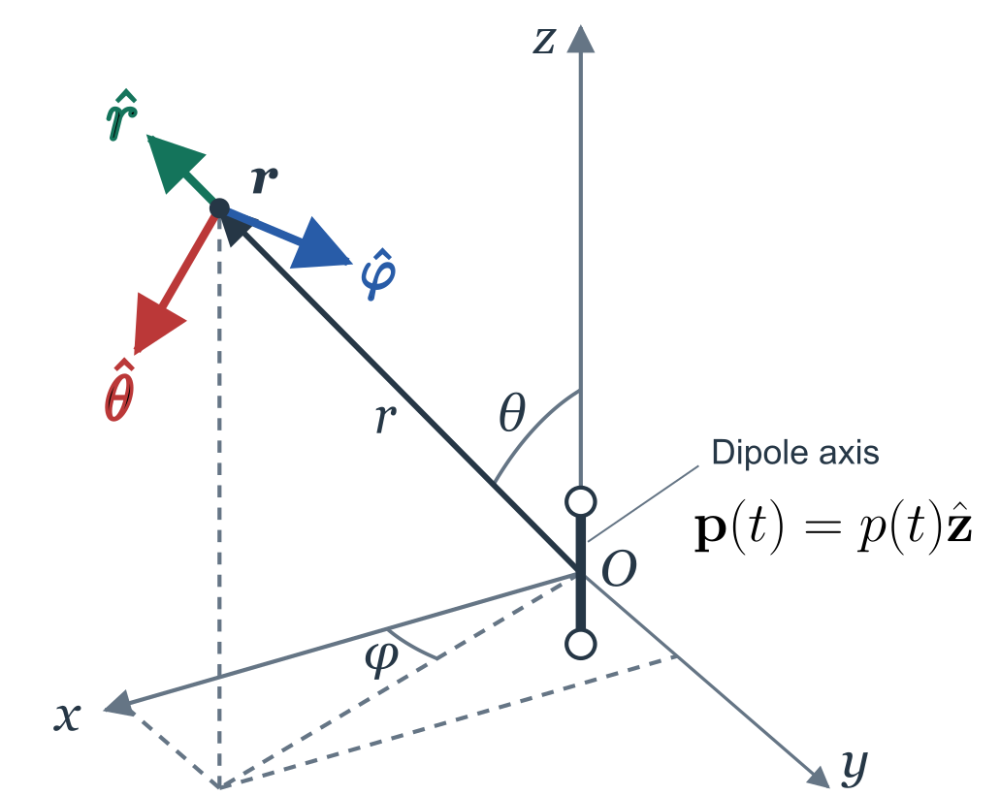 z
r̂
r
φ̂
θ̂
θ
r
Dipole axis
p(t) = p(t)ẑ
O
φ
x
y